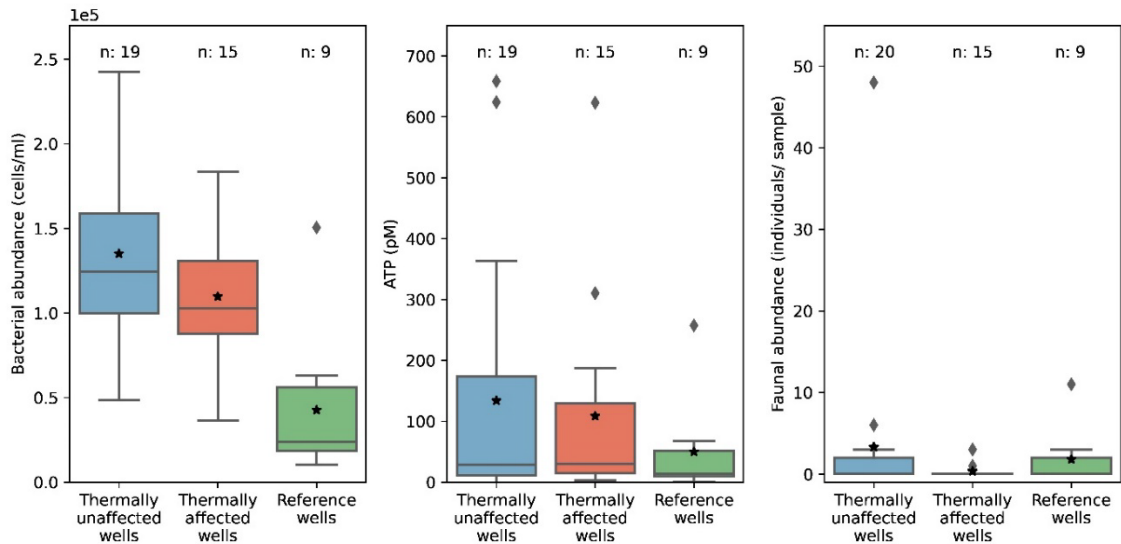 1e5
Bacterial abundance (cells/ml)
2.5
2.0
1.5
1.0
0.5
0.0
n: 19
n: 15
n: 9
Thermally
unaffected
wells
Thermally
affected
wells
Reference
wells
ATP (pM)
700
600
500
400
300
200
100
0
n: 19
n: 15
n: 9
Thermally
unaffected
wells
Thermally
affected
wells
Reference
wells
Faunal abundance (individuals/ sample)
50
40
30
20
10
0
n: 20
n: 15
n: 9
Thermally
unaffected
wells
Thermally
affected
wells
Reference
wells